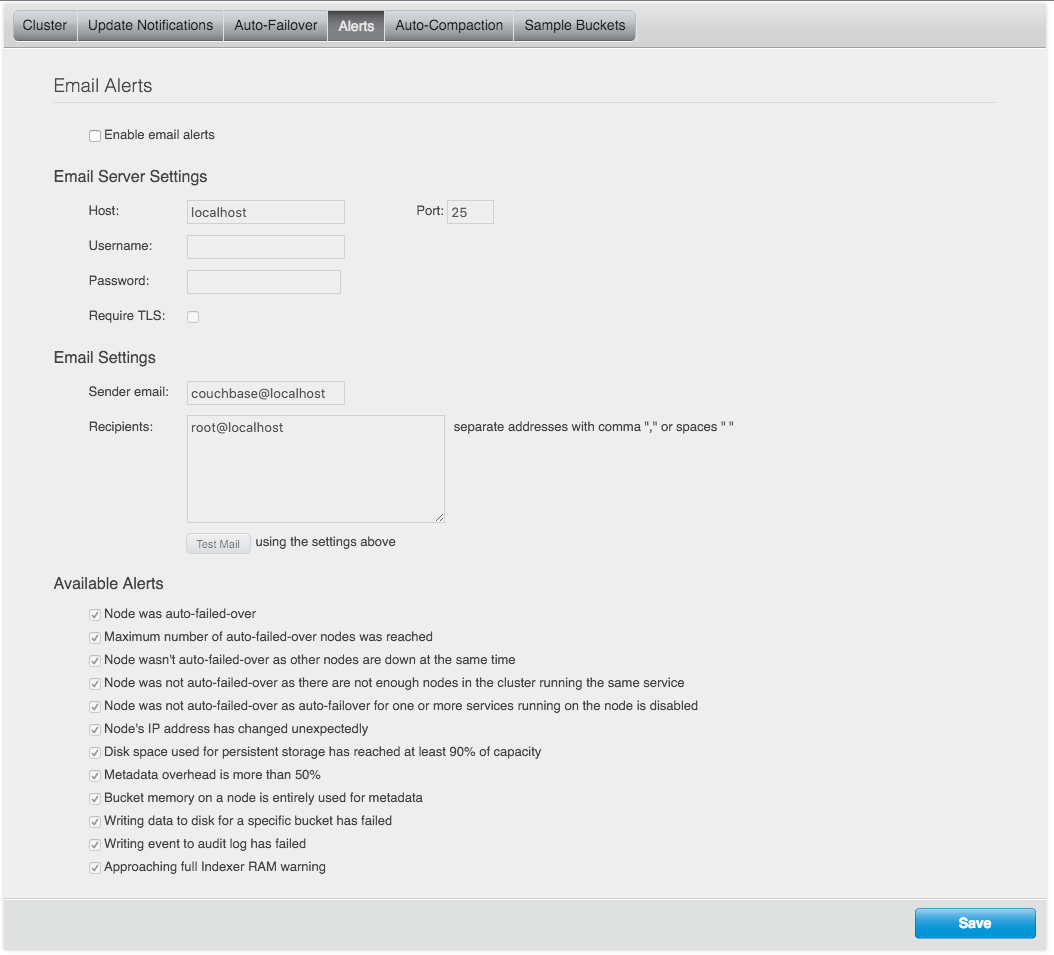 Cluster Update Notifications Auto-Failover Alerts Auto-Compaction Sample Buckets
Email Alerts
Enable email alerts
Email Server Settings
Host: localhost Port: 25
Username:
Password:
Require TLS:
Email Settings
Sender email: couchbase@localhost
Recipients: root@localhost separate addresses with comma "," or spaces " "
Test Mail using the settings above
Available Alerts
Node was auto-failed-over
Maximum number of auto-failed-over nodes was reached
Node wasn't auto-failed-over as other nodes are down at the same time
Node was not auto-failed-over as there are not enough nodes in the cluster running the same service
Node was not auto-failed-over as auto-failover for one or more services running on the node is disabled
Node's IP address has changed unexpectedly
Disk space used for persistent storage has reached at least 90% of capacity
Metadata overhead is more than 50%
Bucket memory on a node is entirely used for metadata
Writing data to disk for a specific bucket has failed
Writing event to audit log has failed
Approaching full Indexer RAM warning
Save